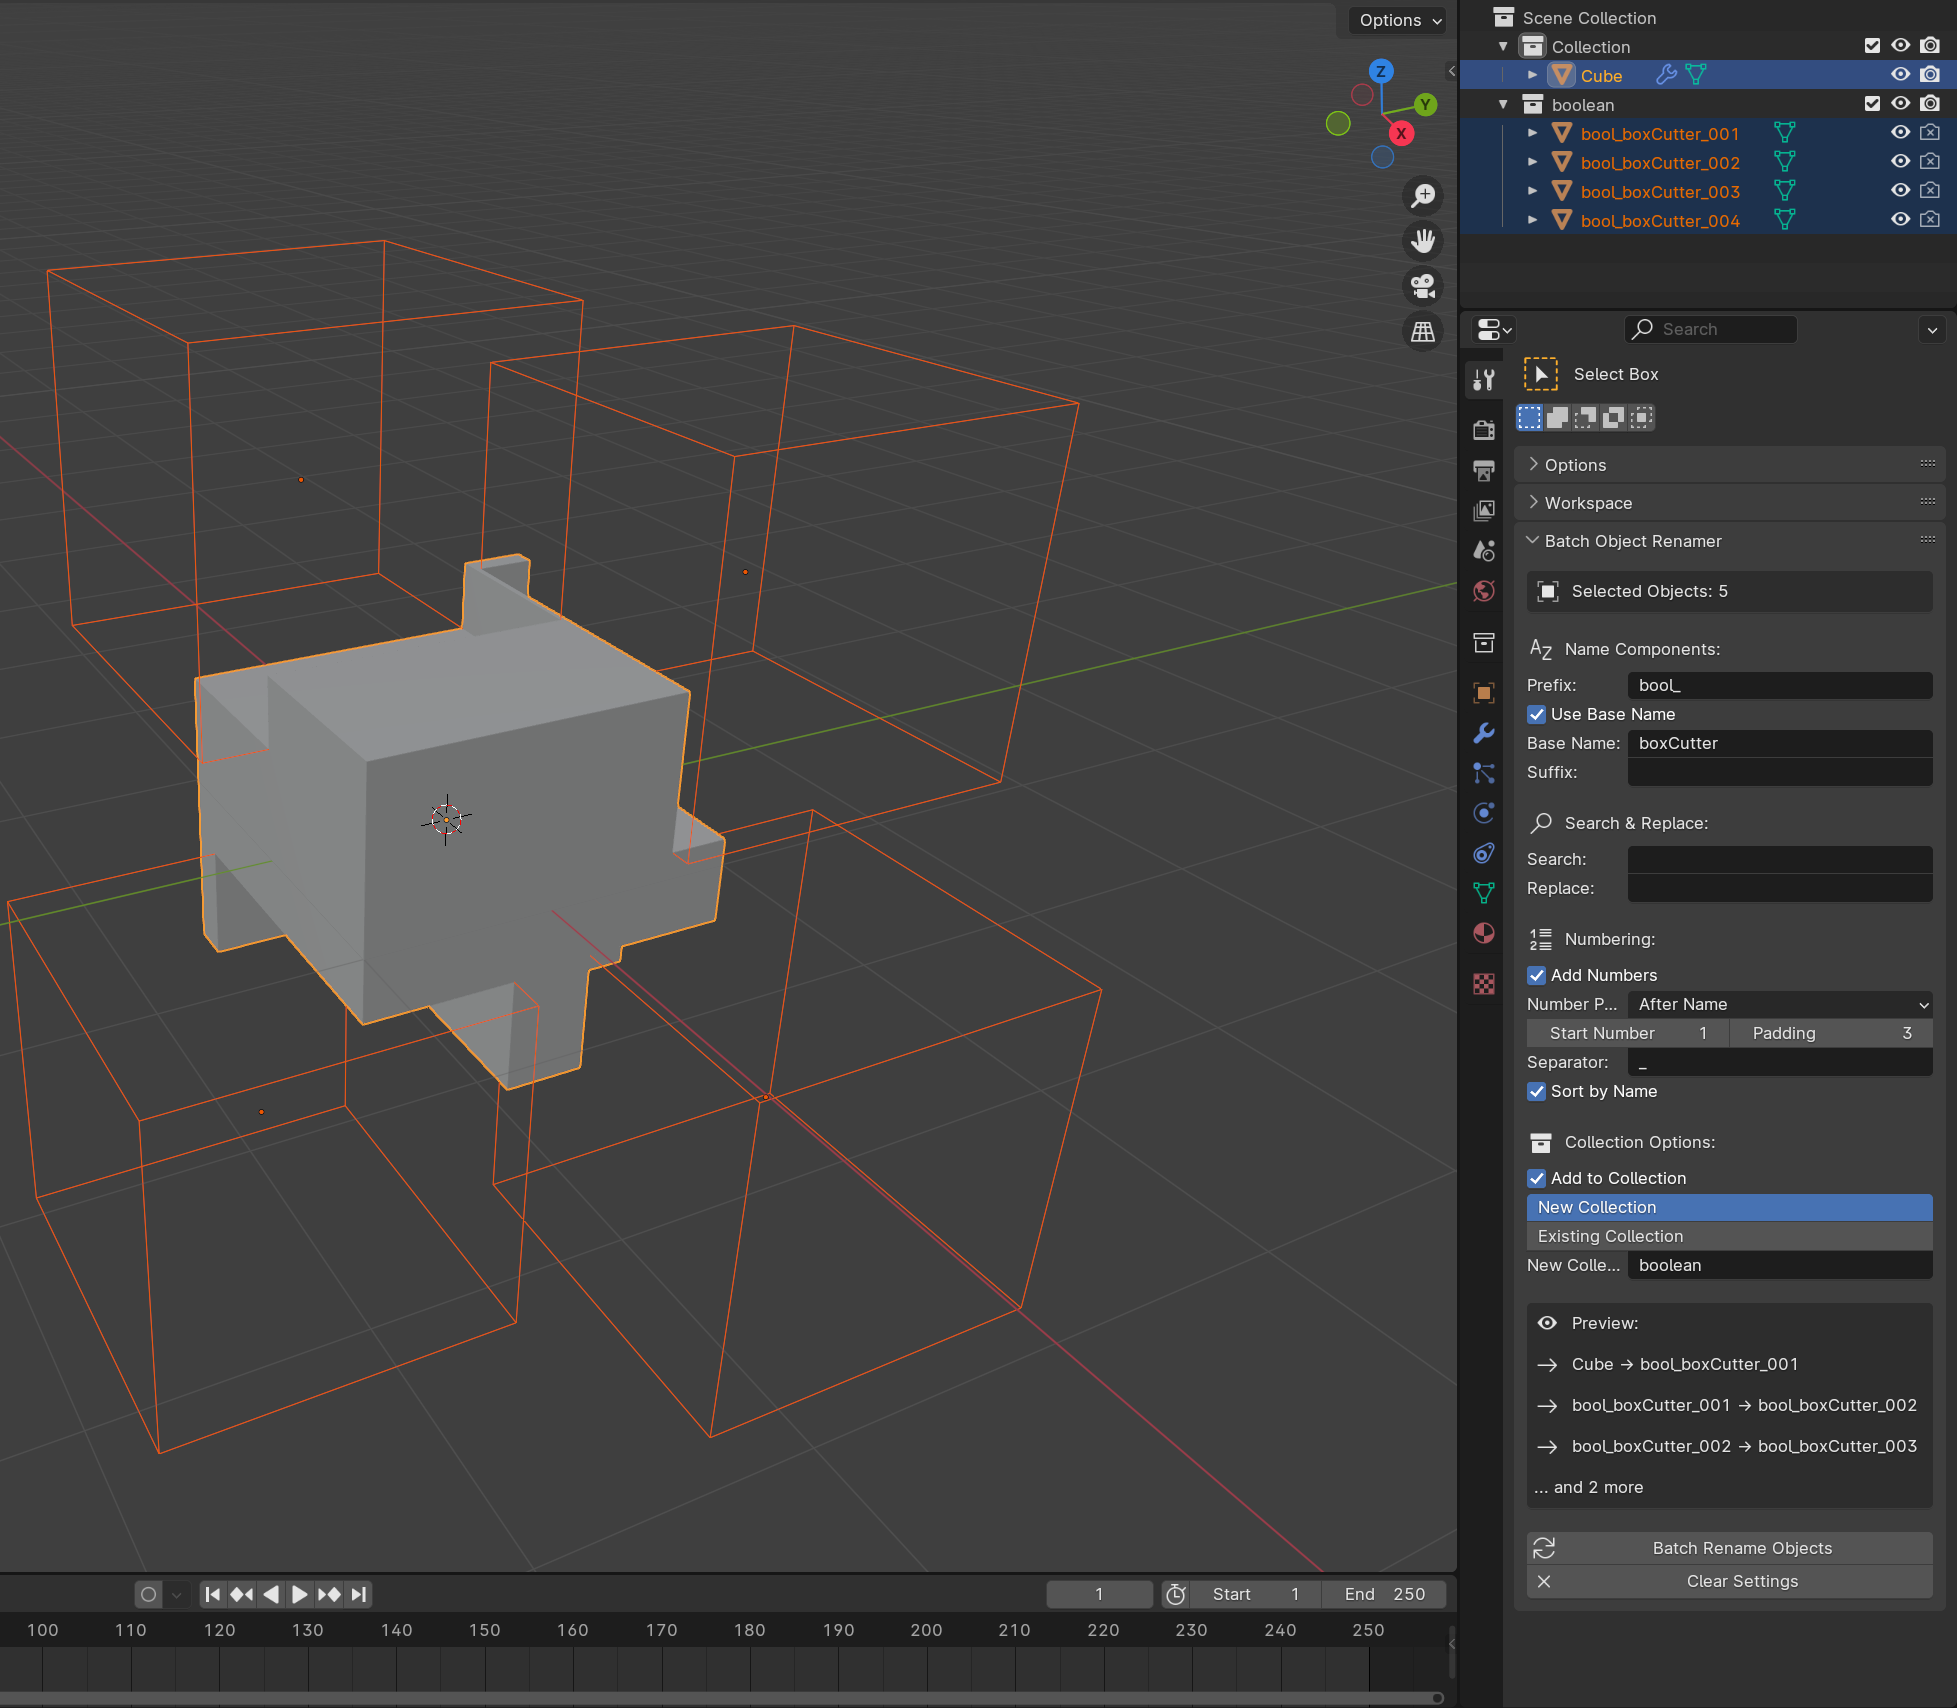 Options
Z
Y
X
Scene Collection
Collection
Cube
boolean
bool_boxCutter_001
bool_boxCutter_002
bool_boxCutter_003
bool_boxCutter_004
Search
Select Box
Options
Workspace
Batch Object Renamer
Selected Objects: 5
Name Components:
Prefix: bool_
Use Base Name
Base Name: boxCutter
Suffix:
Search & Replace:
Search:
Replace:
Numbering:
Add Numbers
Number P... After Name
Start Number 1 Padding 3
Separator: _
Sort by Name
Collection Options:
Add to Collection
New Collection
Existing Collection
New Colle... boolean
Preview:
Cube → bool_boxCutter_001
bool_boxCutter_001 → bool_boxCutter_002
bool_boxCutter_002 → bool_boxCutter_003
... and 2 more
Batch Rename Objects
Clear Settings
1 Start 1 End 250
100 110 120 130 140 150 160 170 180 190 200 210 220 230 240 250